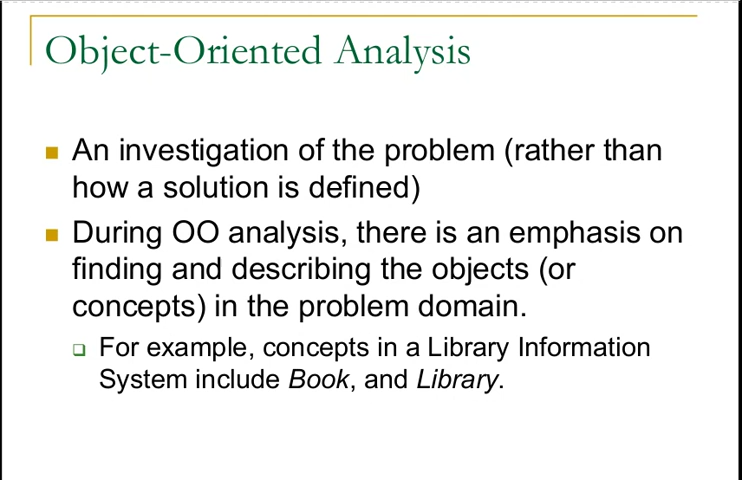 Object-Oriented Analysis
An investigation of the problem (rather than
how a solution is defined)
During OO analysis, there is an emphasis on
finding and describing the objects (or
concepts) in the problem domain.
For example, concepts in a Library Information
System include Book, and Library.